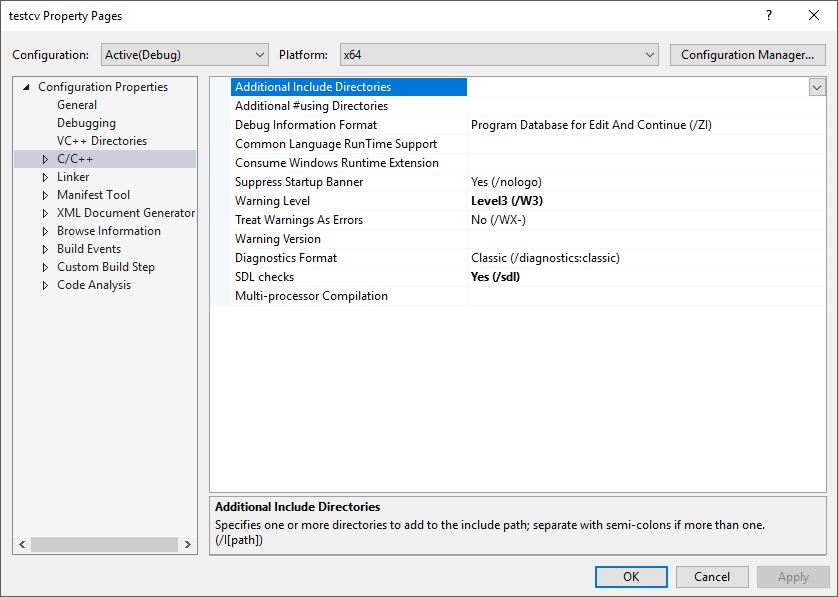 testcv Property Pages
?
Configuration: Active(Debug) Platform: x64 Configuration Manager...
Configuration Properties
General
Debugging
VC++ Directories
C/C++
Linker
Manifest Tool
XML Document Generator
Browse Information
Build Events
Custom Build Step
Code Analysis
Additional Include Directories
Additional #using Directories
Debug Information Format Program Database for Edit And Continue (/ZI)
Common Language RunTime Support
Consume Windows Runtime Extension
Suppress Startup Banner Yes (/nologo)
Warning Level Level3 (/W3)
Treat Warnings As Errors No (/WX-)
Warning Version
Diagnostics Format Classic (/diagnostics:classic)
SDL checks Yes (/sdl)
Multi-processor Compilation
Additional Include Directories
Specifies one or more directories to add to the include path; separate with semi-colons if more than one.
(/I[path])
OK Cancel Apply